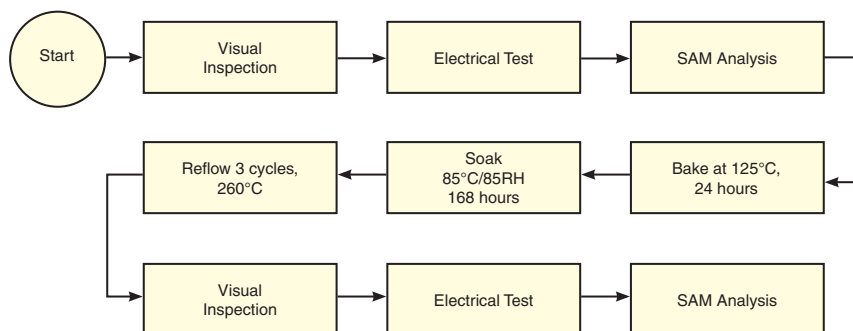 Start
Visual
Inspection
Electrical Test
SAM Analysis
Reflow 3 cycles,
260°C
Soak
85°C/85RH
168 hours
Bake at 125°C,
24 hours
Visual
Inspection
Electrical Test
SAM Analysis